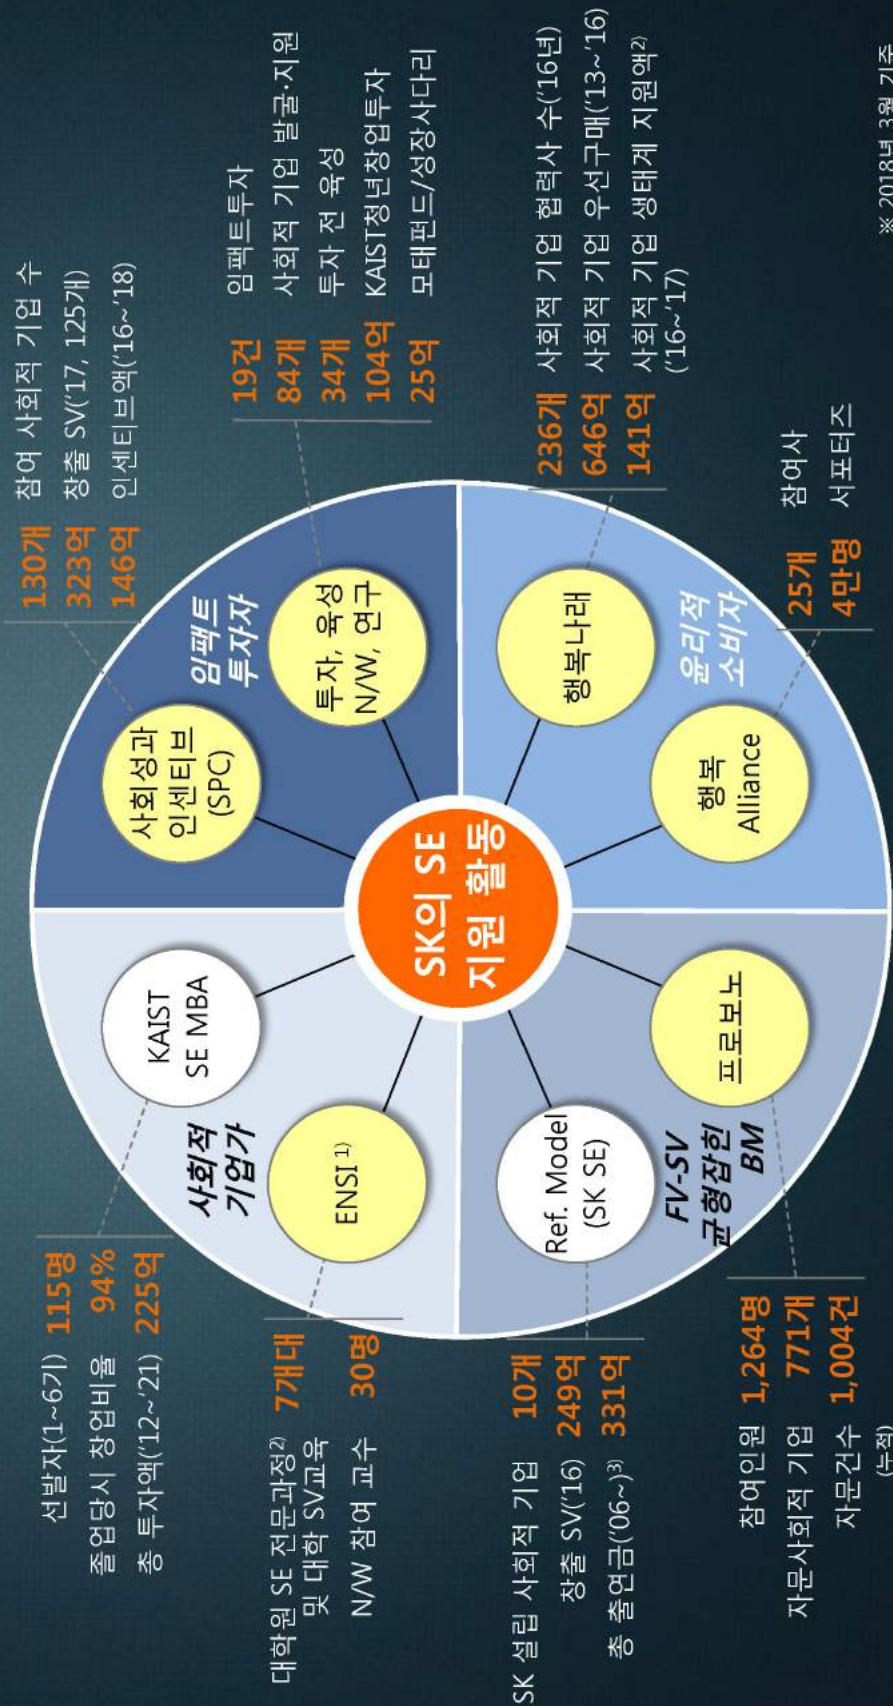 선발자(1~6기) 115명
졸업당시 창업비율 94%
총 투자액('12~'21) 225억
대학원 SE 전문과정2) 7개대
및 대학 SV교육
N/W 참여 교수 30명
SK 설립 사회적 기업 10개
창출 SV('16) 249억
총 출연금('06~)3) 331억
참여인원 1,264명
자문사회적 기업 771개
자문건수 1,004건
(누적)
KAIST
SE MBA
사회적
기업가
ENSI 1)
Ref. Model
(SK SE)
FV-SV
균형잡힌
BM
프로보노
SK의 SE
지원 활동
사회성과
인센티브
(SPC)
임팩트
투자자
투자, 육성
N/W, 연구
행복나래
윤리적
소비자
행복
Alliance
130개 참여 사회적 기업 수
323억 창출 SV('17, 125개)
146억 인센티브액('16~'18)
19건 임팩트투자
84개 사회적 기업 발굴·지원
34개 투자 전 육성
104억 KAIST청년창업투자
25억 모태펀드/성장사다리
236개 사회적 기업 협력사 수('16년)
646억 사회적 기업 우선구매('13~'16)
141억 사회적 기업 생태계 지원액2)
('16~'17)
25개 참여사
4만명 서포터즈
※ 2018년 3월 기준